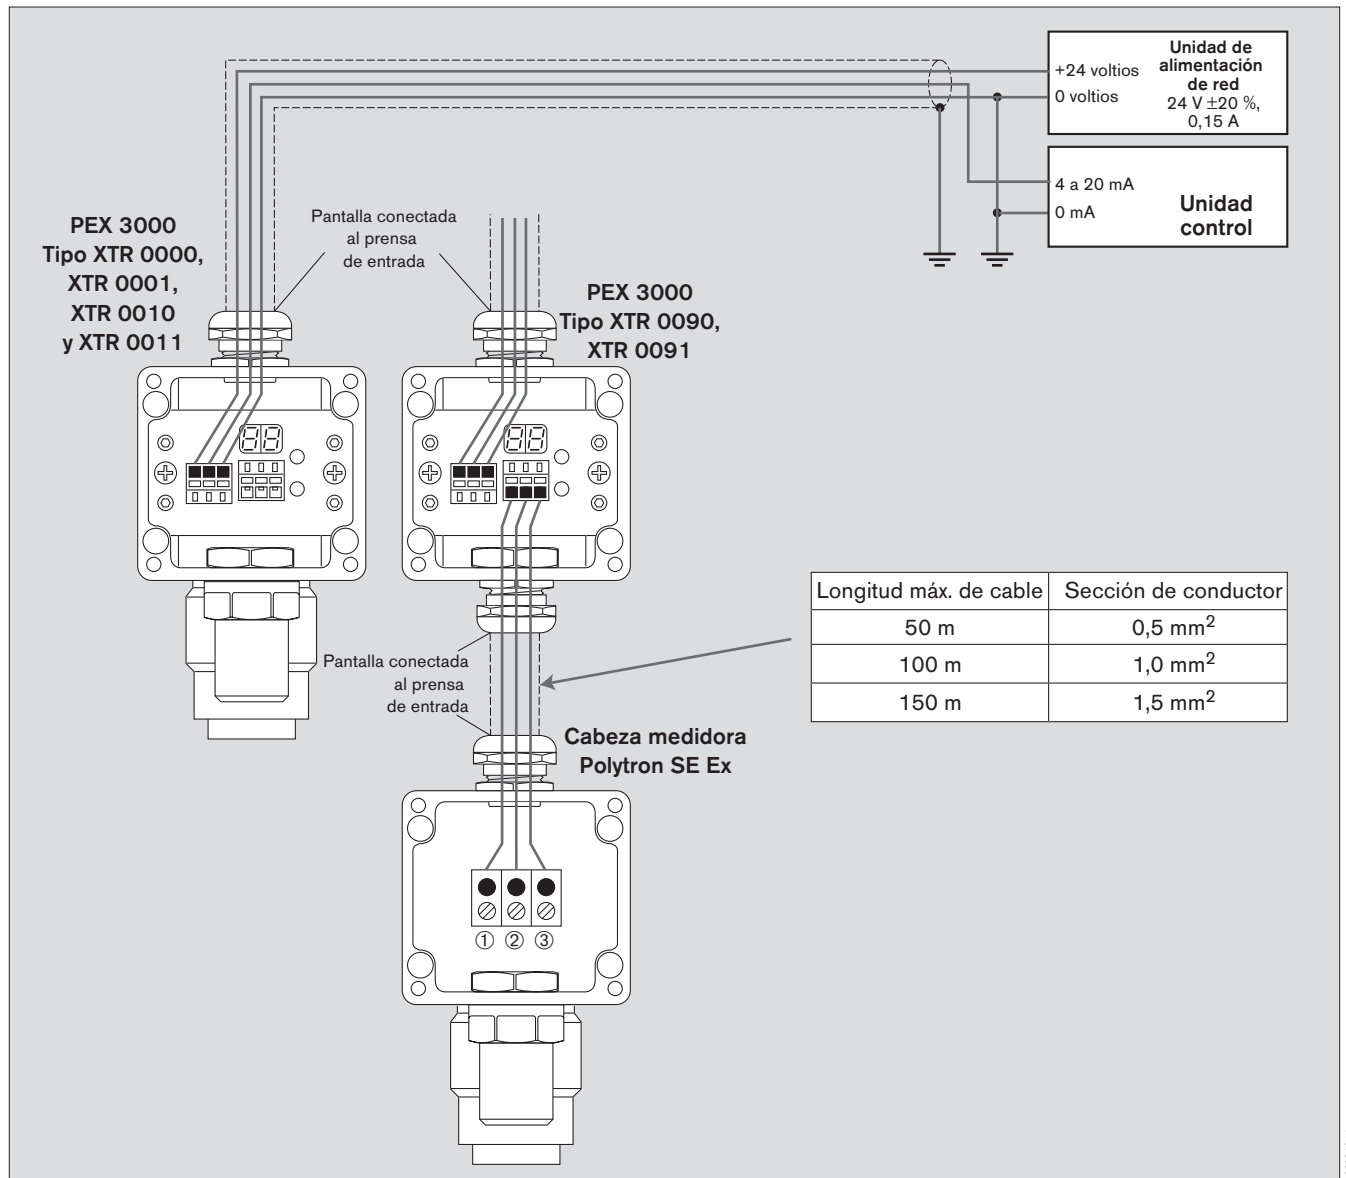 +24 voltios
0 voltios
Unidad de
alimentación
de red
24 V ±20 %,
0,15 A
4 a 20 mA
0 mA
Unidad
control
PEX 3000
Tipo XTR 0000,
XTR 0001,
XTR 0010
y XTR 0011
Pantalla conectada
al prensa
de entrada
PEX 3000
Tipo XTR 0090,
XTR 0091
Longitud máx. de cable Sección de conductor
50 m 0,5 mm²
100 m 1,0 mm²
150 m 1,5 mm²
Pantalla conectada
al prensa
de entrada
Cabeza medidora
Polytron SE Ex
① ② ③